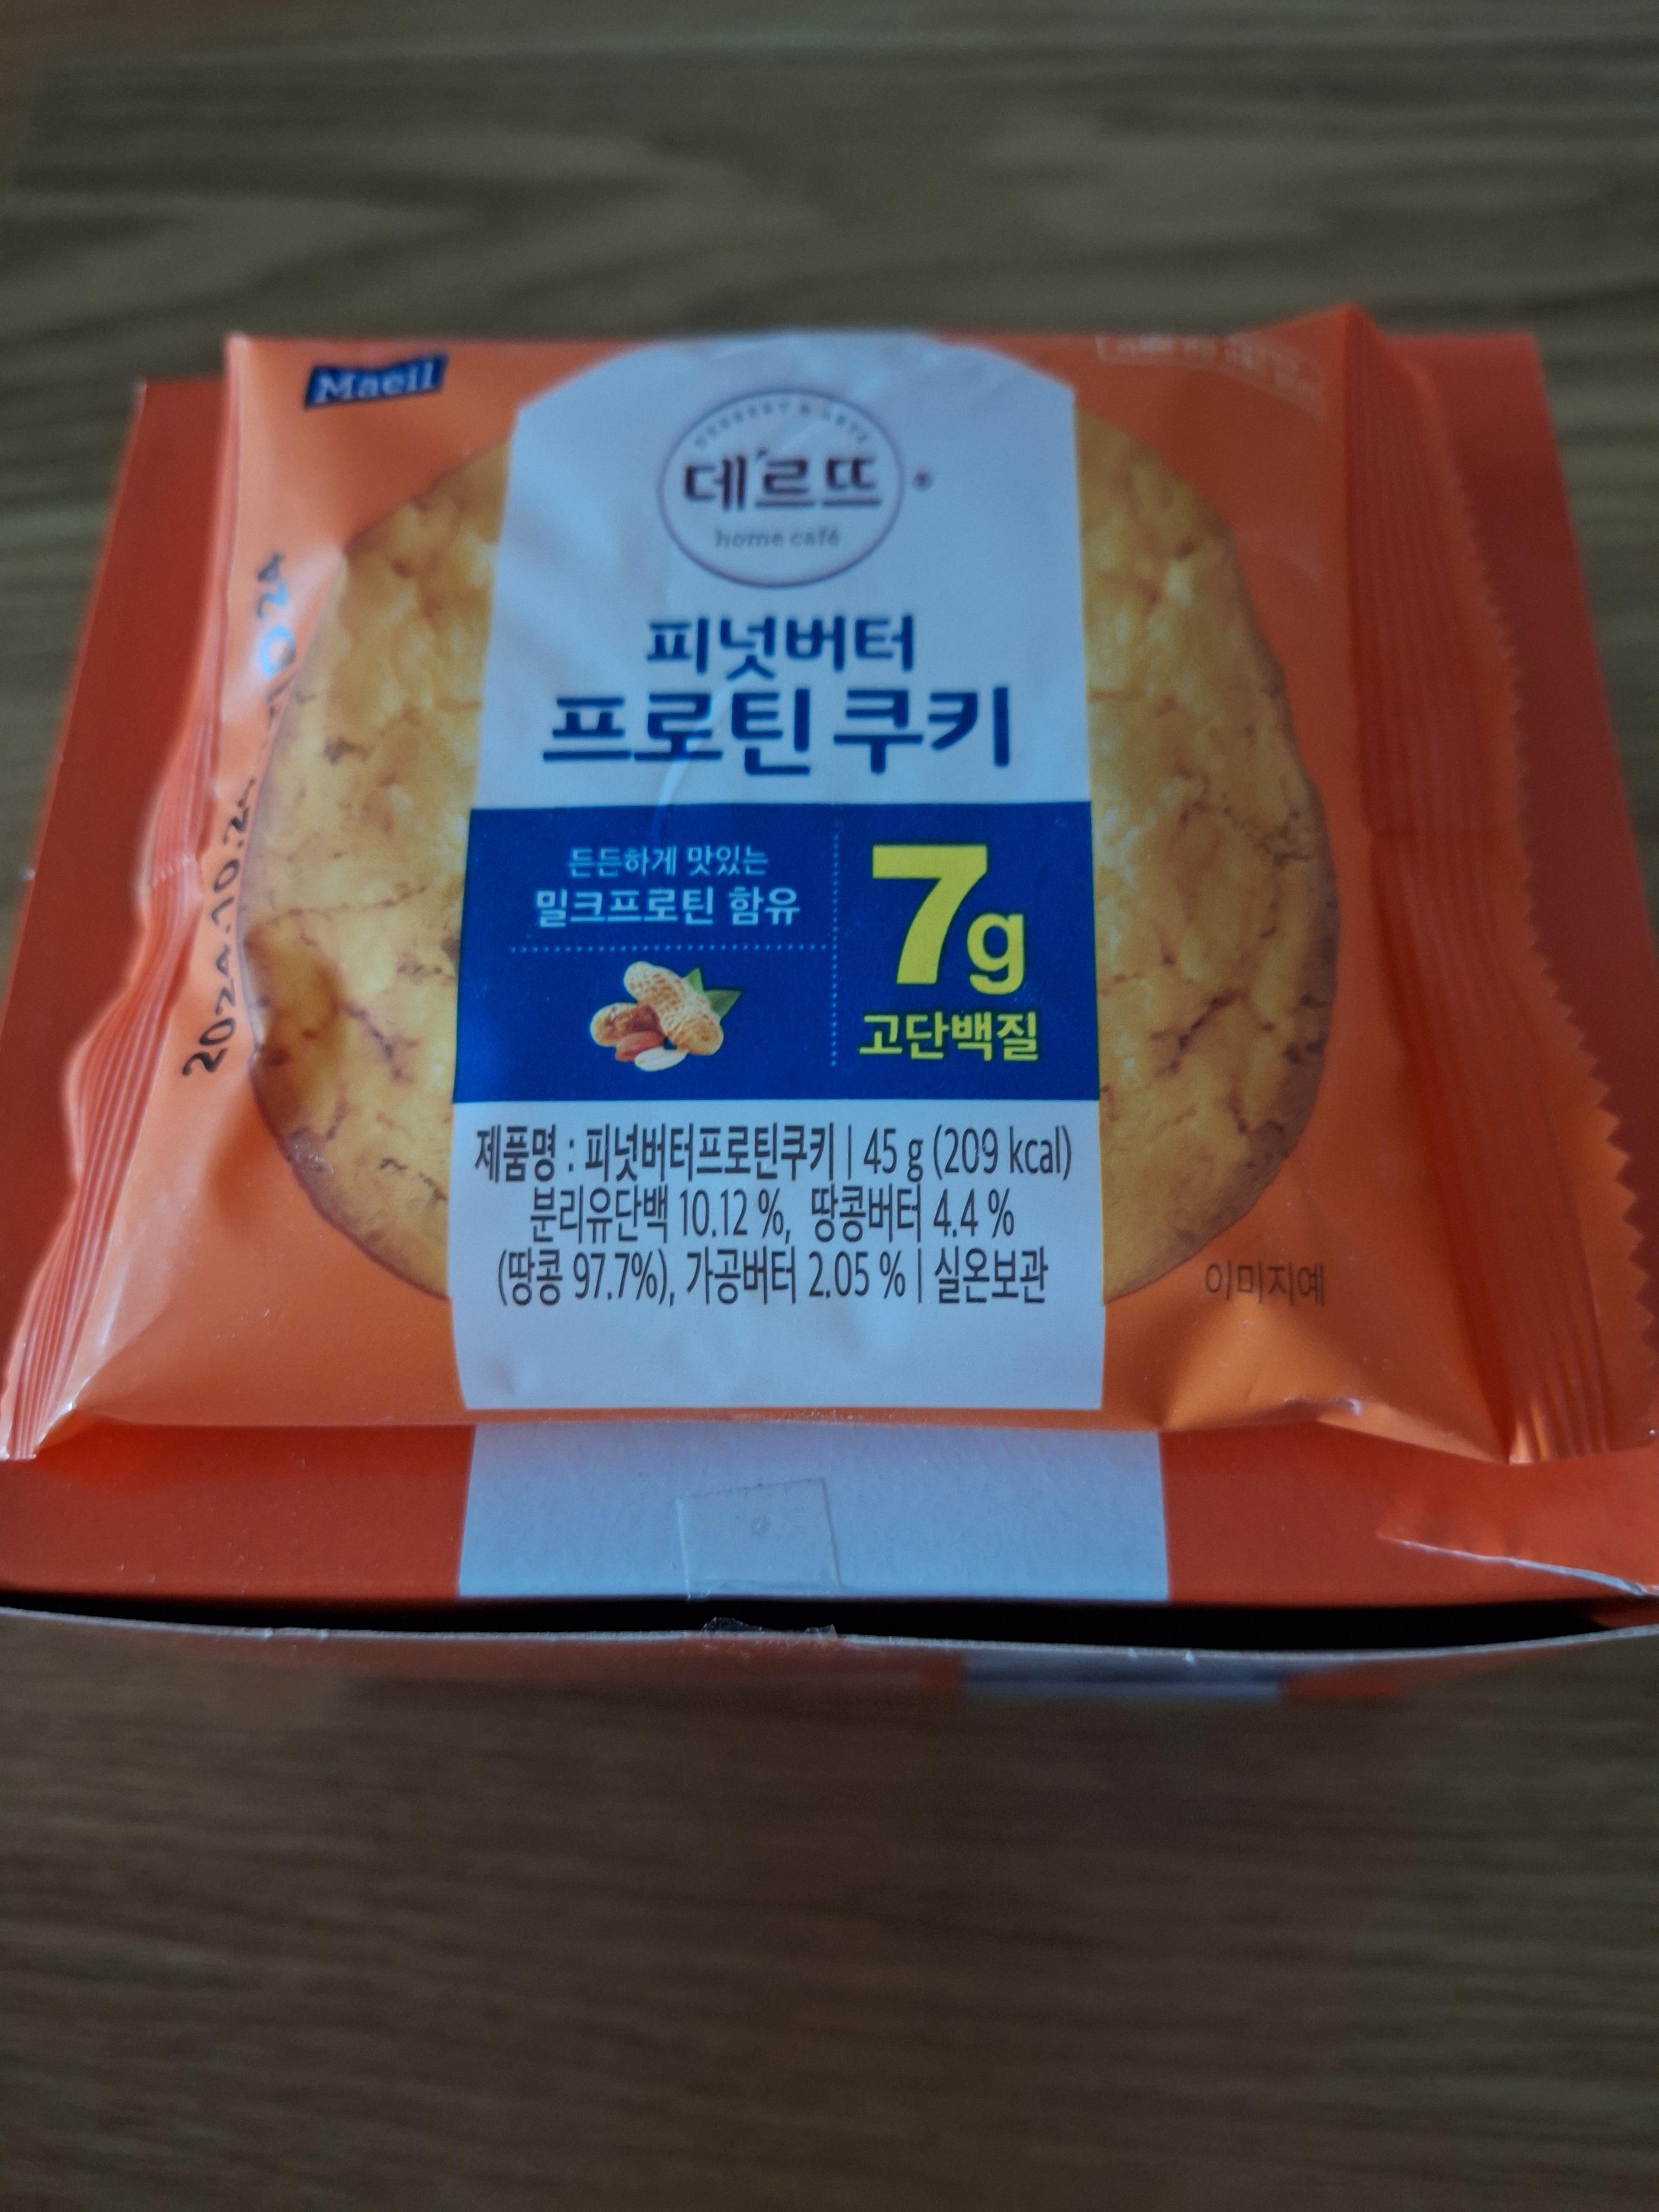 Maeil
데르뜨®
home café
피넛버터
프로틴 쿠키
든든하게 맛있는
밀크프로틴 함유
7g
고단백질
제품명 : 피넛버터프로틴쿠키 | 45 g (209 kcal)
분리유단백 10.12 %, 땅콩버터 4.4 %
(땅콩 97.7%), 가공버터 2.05 % | 실온보관
이미지예
2024.10.24